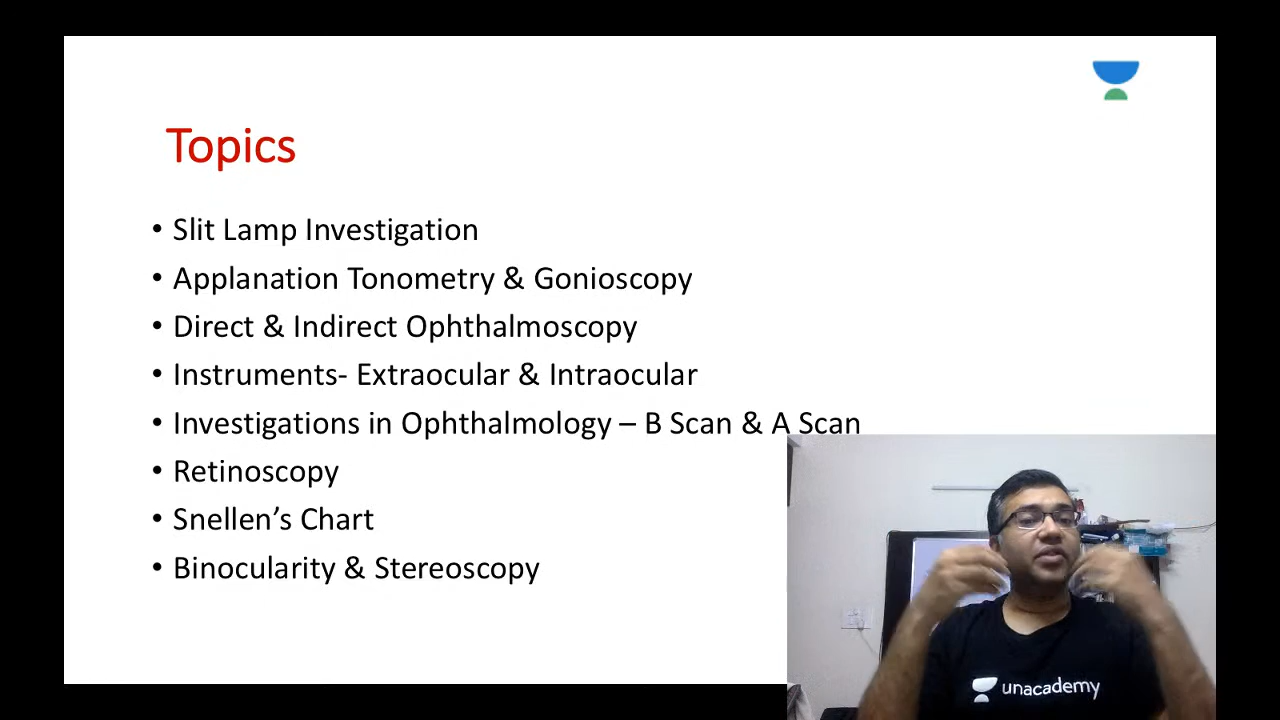 Topics
• Slit Lamp Investigation
• Applanation Tonometry & Gonioscopy
• Direct & Indirect Ophthalmoscopy
• Instruments- Extraocular & Intraocular
• Investigations in Ophthalmology – B Scan & A Scan
• Retinoscopy
• Snellen’s Chart
• Binocularity & Stereoscopy
unacademy